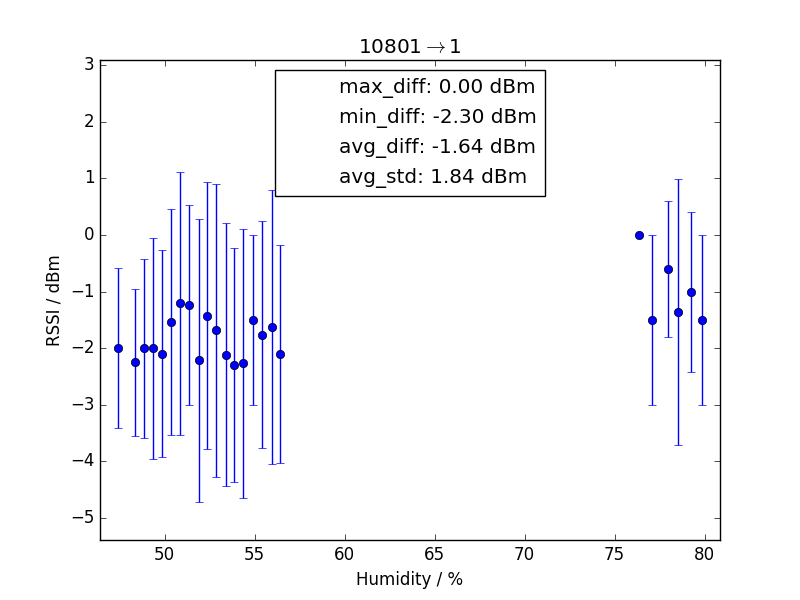 10801→1
max_diff: 0.00 dBm
min_diff: -2.30 dBm
avg_diff: -1.64 dBm
avg_std: 1.84 dBm
RSSI / dBm
3
2
1
0
−1
−2
−3
−4
−5
50 55 60 65 70 75 80
Humidity / %